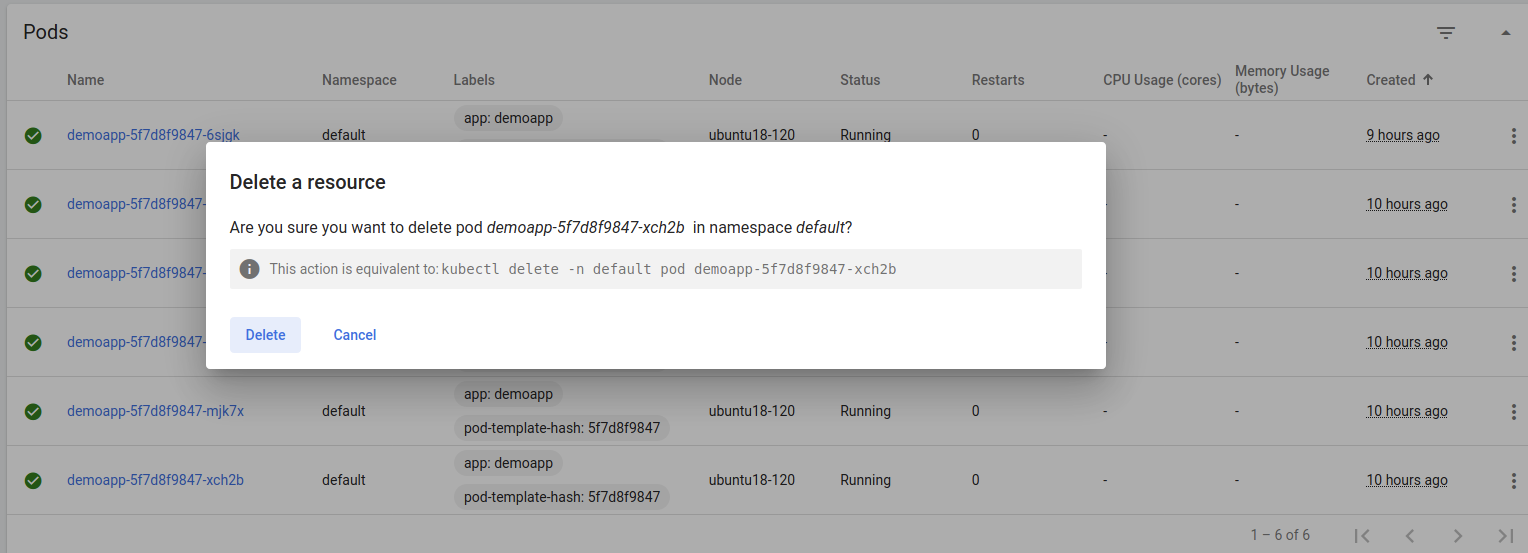 Pods
Name Namespace Labels Node Status Restarts CPU Usage (cores) Memory Usage (bytes) Created
app: demoapp
demoapp-5f7d8f9847-6sjgk default ubuntu18-120 Running 0 - - 9 hours ago
Delete a resource
Are you sure you want to delete pod demoapp-5f7d8f9847-xch2b in namespace default?
This action is equivalent to: kubectl delete -n default pod demoapp-5f7d8f9847-xch2b
Delete Cancel
demoapp-5f7d8f9847- - - 10 hours ago
demoapp-5f7d8f9847- - - 10 hours ago
demoapp-5f7d8f9847- - - 10 hours ago
app: demoapp
demoapp-5f7d8f9847-mjk7x default ubuntu18-120 Running 0 - - 10 hours ago
pod-template-hash: 5f7d8f9847
app: demoapp
demoapp-5f7d8f9847-xch2b default ubuntu18-120 Running 0 - - 10 hours ago
pod-template-hash: 5f7d8f9847
1 – 6 of 6